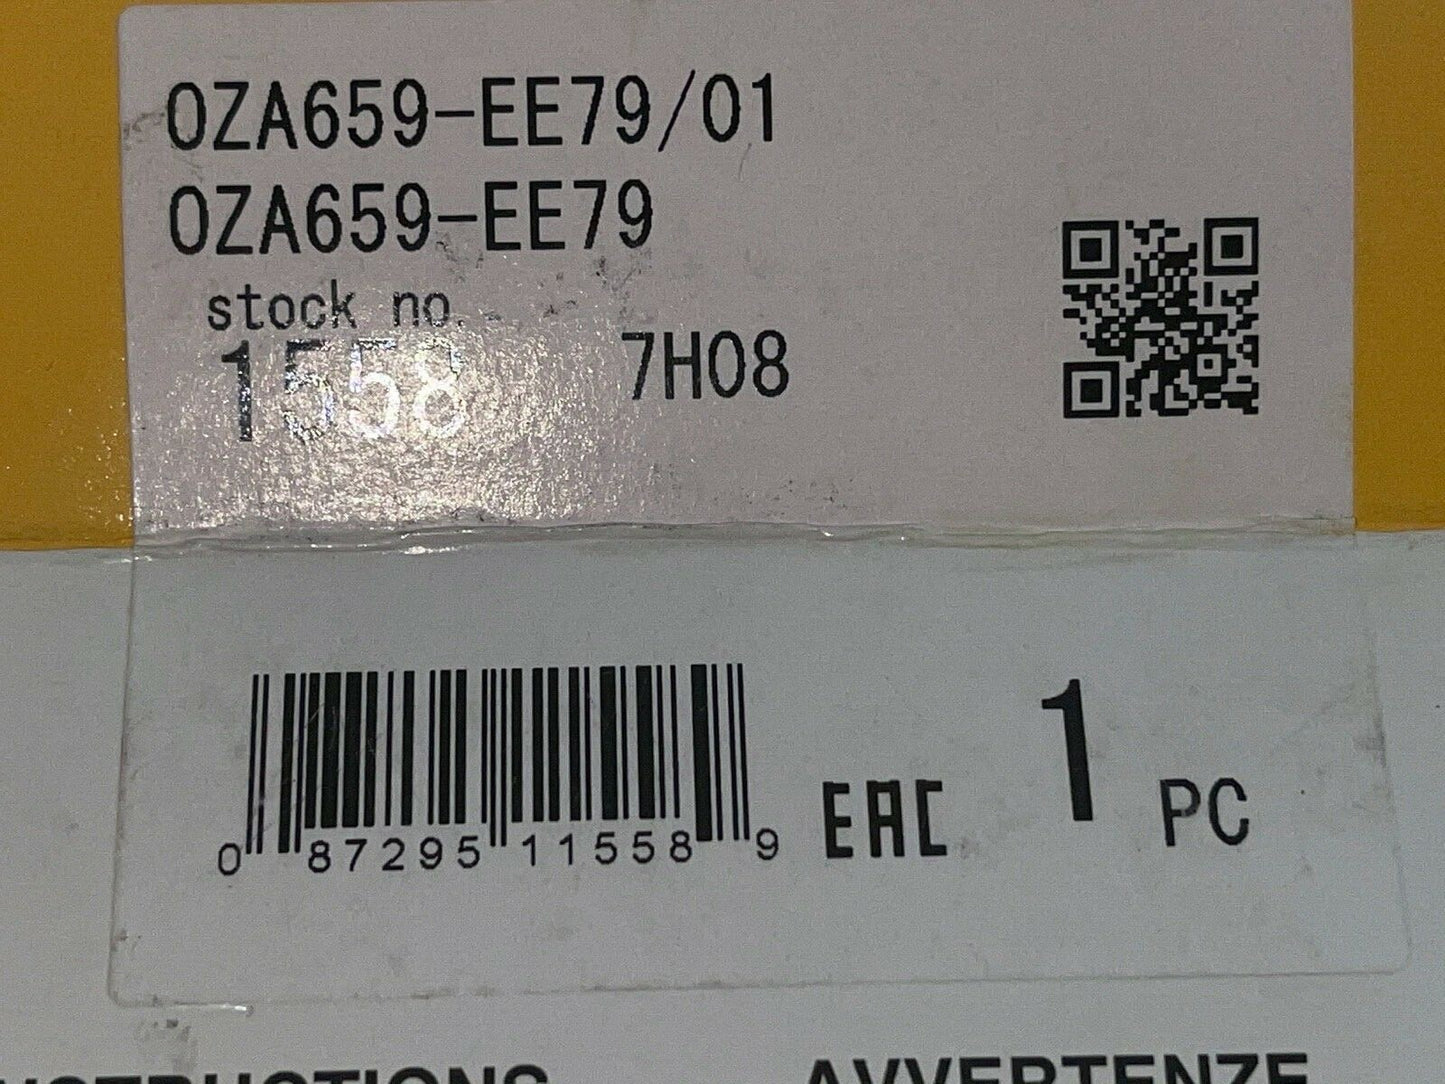 OZA659-EE79/01
OZA659-EE79
stock no.
1558 7H08
0 87295 11558 9
EAC 1 PC
AVVERTENZE